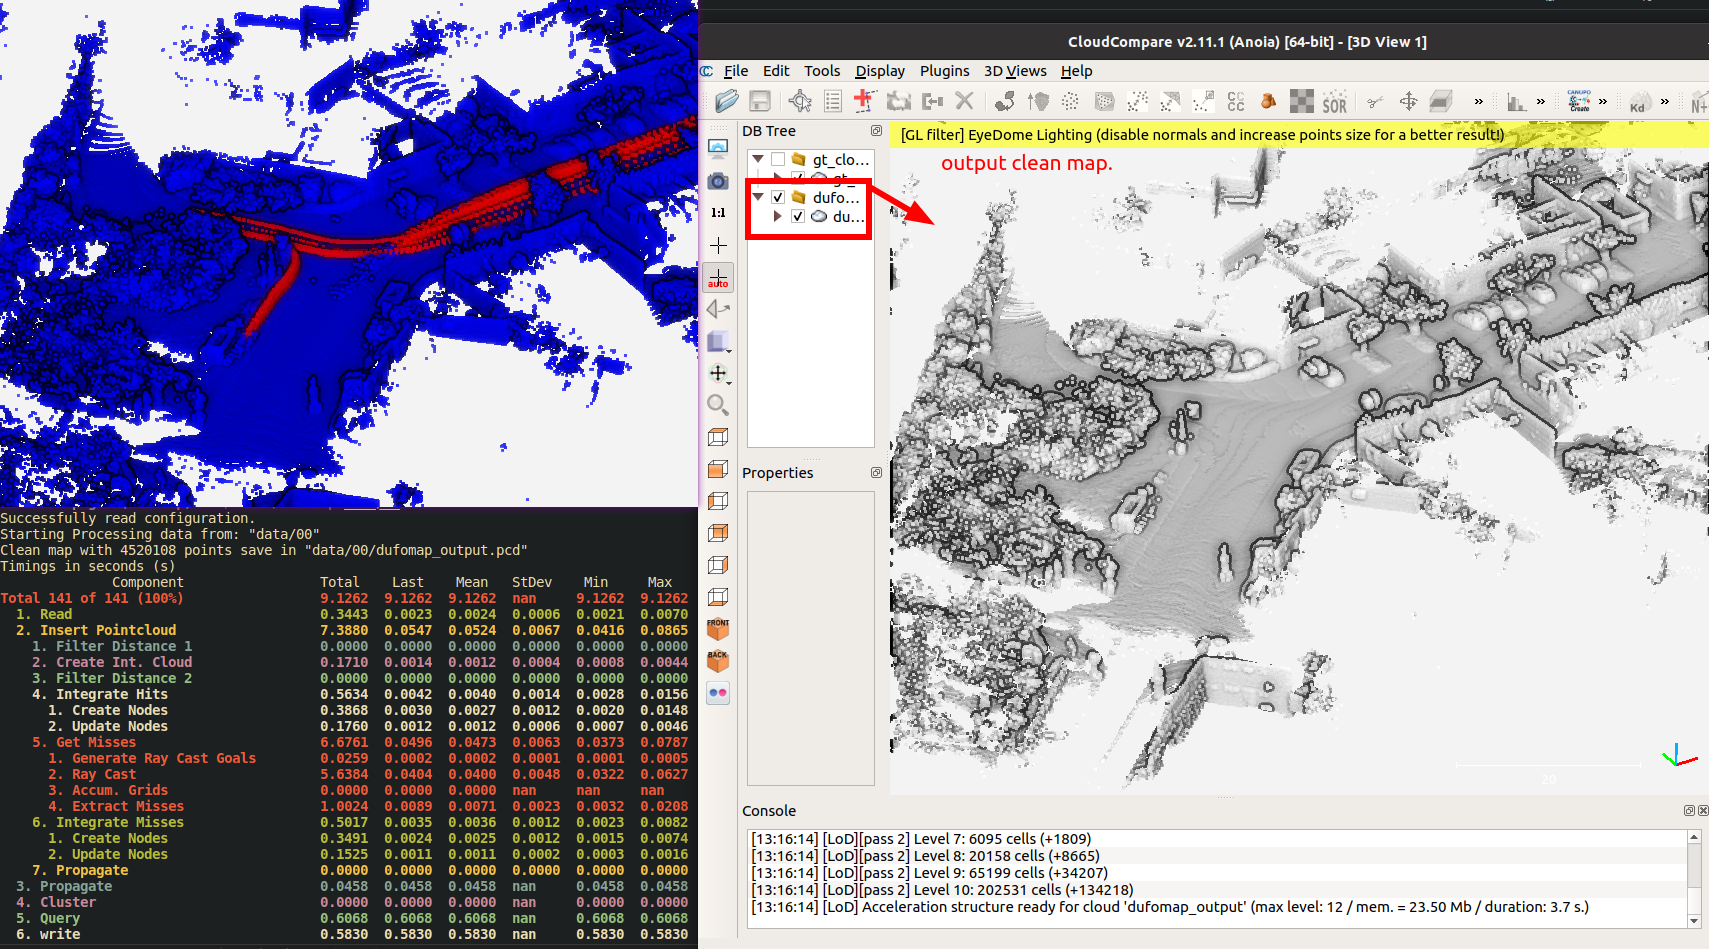 CloudCompare v2.11.1 (Anoia) [64-bit] - [3D View 1]
File Edit Tools Display Plugins 3D Views Help
CC
CC
SOR
»
»
CANUPO
Create
»
Kd
»
N+
DB Tree
gt_clo...
gt_
dufo...
du...
[GL filter] EyeDome Lighting (disable normals and increase points size for a better result!)
output clean map.
1:1
auto
FRONT
BACK
Properties
20
Console
[13:16:14] [LoD][pass 2] Level 7: 6095 cells (+1809)
[13:16:14] [LoD][pass 2] Level 8: 20158 cells (+8665)
[13:16:14] [LoD][pass 2] Level 9: 65199 cells (+34207)
[13:16:14] [LoD][pass 2] Level 10: 202531 cells (+134218)
[13:16:14] [LoD] Acceleration structure ready for cloud 'dufomap_output' (max level: 12 / mem. = 23.50 Mb / duration: 3.7 s.)
Successfully read configuration.
Starting Processing data from: "data/00"
Clean map with 4520108 points save in "data/00/dufomap_output.pcd"
Timings in seconds (s)
Component Total Last Mean StDev Min Max
Total 141 of 141 (100%) 9.1262 9.1262 9.1262 nan 9.1262 9.1262
1. Read 0.3443 0.0023 0.0024 0.0006 0.0021 0.0070
2. Insert Pointcloud 7.3880 0.0547 0.0524 0.0067 0.0416 0.0865
1. Filter Distance 1 0.0000 0.0000 0.0000 0.0000 0.0000 0.0000
2. Create Int. Cloud 0.1710 0.0014 0.0012 0.0004 0.0008 0.0044
3. Filter Distance 2 0.0000 0.0000 0.0000 0.0000 0.0000 0.0000
4. Integrate Hits 0.5634 0.0042 0.0040 0.0014 0.0028 0.0156
1. Create Nodes 0.3868 0.0030 0.0027 0.0012 0.0020 0.0148
2. Update Nodes 0.1760 0.0012 0.0012 0.0006 0.0007 0.0046
5. Get Misses 6.6761 0.0496 0.0473 0.0063 0.0373 0.0787
1. Generate Ray Cast Goals 0.0259 0.0002 0.0002 0.0001 0.0001 0.0005
2. Ray Cast 5.6384 0.0404 0.0400 0.0048 0.0322 0.0627
3. Accum. Grids 0.0000 0.0000 0.0000 nan nan nan
4. Extract Misses 1.0024 0.0089 0.0071 0.0023 0.0032 0.0208
6. Integrate Misses 0.5017 0.0035 0.0036 0.0012 0.0023 0.0082
1. Create Nodes 0.3491 0.0024 0.0025 0.0012 0.0015 0.0074
2. Update Nodes 0.1525 0.0011 0.0011 0.0002 0.0003 0.0016
7. Propagate 0.0000 0.0000 0.0000 0.0000 0.0000 0.0000
3. Propagate 0.0458 0.0458 0.0458 nan 0.0458 0.0458
4. Cluster 0.0000 0.0000 0.0000 nan 0.0000 0.0000
5. Query 0.6068 0.6068 0.6068 nan 0.6068 0.6068
6. write 0.5830 0.5830 0.5830 nan 0.5830 0.5830